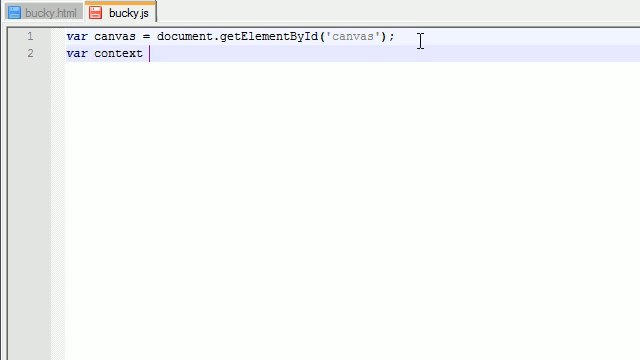 bucky.html bucky.js
1 var canvas = document.getElementById('canvas');
2 var context